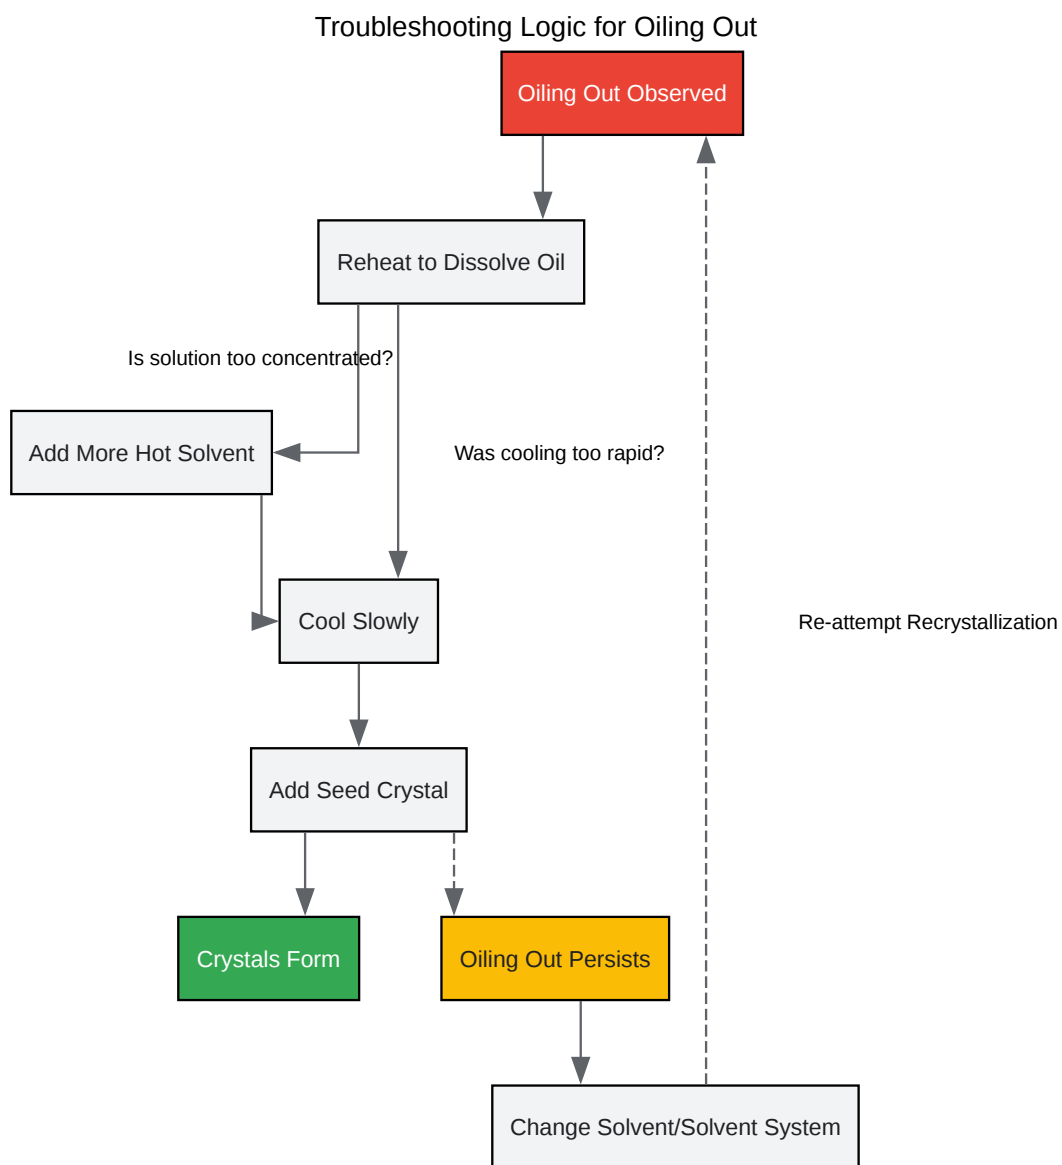 Troubleshooting Logic for Oiling Out
Oiling Out Observed
Reheat to Dissolve Oil
Is solution too concentrated?
Add More Hot Solvent
Was cooling too rapid?
Cool Slowly
Re-attempt Recrystallization
Add Seed Crystal
Crystals Form
Oiling Out Persists
Change Solvent/Solvent System